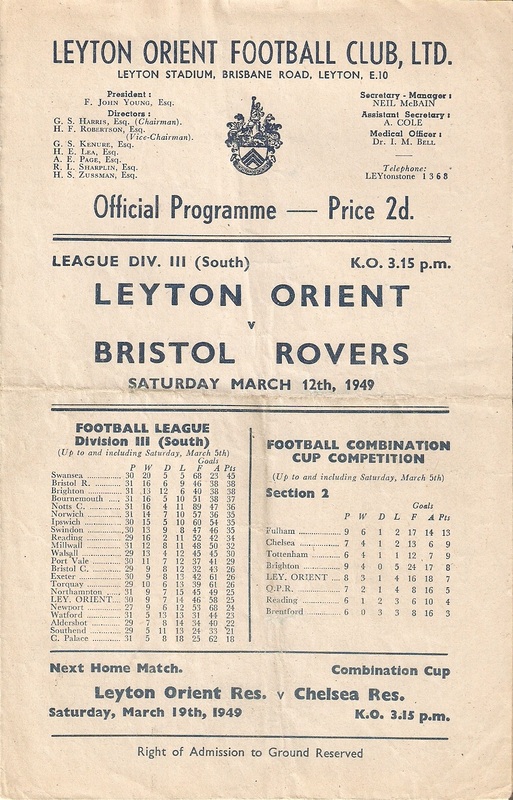 LEYTON ORIENT FOOTBALL CLUB, LTD.
LEYTON STADIUM, BRISBANE ROAD, LEYTON, E.10
President :
F. JOHN YOUNG, ESQ.
Directors :
G. S. HARRIS, ESQ. (Chairman).
H. F. ROBERTSON, ESQ.
(Vice-Chairman).
G. S. KENURE, ESQ.
H. E. LEA, ESQ.
A. E. PAGE, ESQ.
R. L. SHARPLIN, ESQ.
H. S. ZUSSMAN, ESQ.
Secretary - Manager :
NEIL McBAIN
Assistant Secretary :
A. COLE
Medical Officer :
Dr. I. M. BELL
Telephone:
LEYtonstone 1368
Official Programme — Price 2d.
LEAGUE DIV. III (South) K.O. 3.15 p.m.
LEYTON ORIENT
v
BRISTOL ROVERS
SATURDAY MARCH 12th, 1949
FOOTBALL LEAGUE
Division III (South)
(Up to and including Saturday, March 5th)
Goals
P W D L F A Pts
Swansea 30 20 5 5 68 23 45
Bristol R. 31 16 6 9 46 38 38
Brighton 31 13 12 6 40 38 38
Bournemouth 31 16 5 10 51 38 37
Notts C. 31 16 4 11 89 47 36
Norwich 31 14 7 10 57 36 35
Ipswich 30 15 5 10 60 54 35
Swindon 30 13 9 8 47 46 35
Reading 29 16 2 11 52 42 34
Millwall 31 12 8 11 48 50 32
Walsall 29 13 4 12 45 45 30
Port Vale 30 11 7 12 37 41 29
Bristol C. 29 9 8 12 32 43 26
Exeter 30 9 8 13 42 61 26
Torquay 29 10 6 13 39 61 26
Northampton 31 9 7 15 45 49 25
LEY. ORIENT 30 9 7 14 46 58 25
Newport 27 9 6 12 53 68 24
Watford 31 5 13 13 31 44 23
Aldershot 29 7 8 14 34 40 22
Southend 29 5 11 13 24 33 21
C. Palace 31 5 8 18 25 62 18
FOOTBALL COMBINATION
CUP COMPETITION
(Up to and including Saturday, March 5th)
Section 2
Goals
P W D L F A Pts
Fulham 9 6 1 2 17 14 13
Chelsea 7 4 1 2 13 6 9
Tottenham 6 4 1 1 12 7 9
Brighton 9 4 0 5 24 17 8
LEY. ORIENT 8 3 1 4 16 18 7
Q.P.R. 7 2 1 4 8 16 5
Reading 6 1 2 3 6 10 4
Brentford 6 0 3 3 8 16 3
Next Home Match. Combination Cup
Leyton Orient Res. v Chelsea Res.
Saturday, March 19th, 1949 K.O. 3.15 p.m.
Right of Admission to Ground Reserved